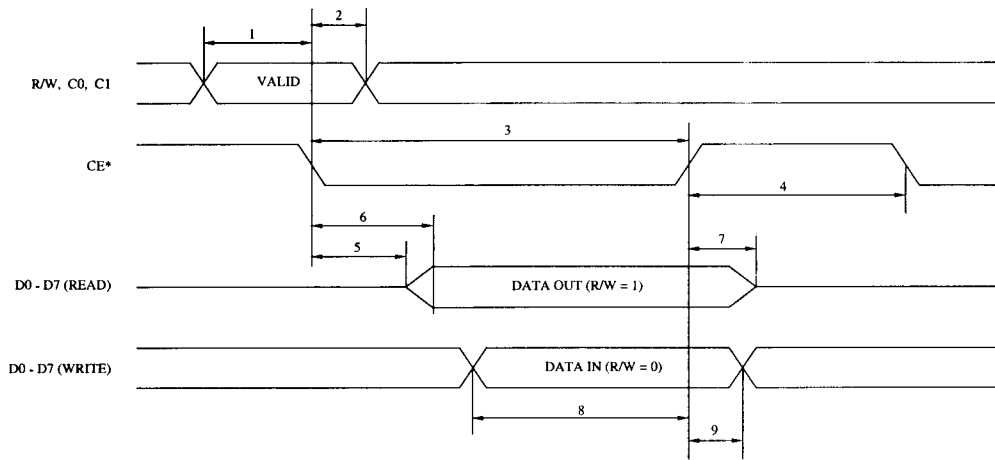 1
2
R/W, C0, C1
VALID
3
CE*
4
6
5
7
D0 - D7 (READ)
DATA OUT (R/W = 1)
D0 - D7 (WRITE)
DATA IN (R/W = 0)
8
9